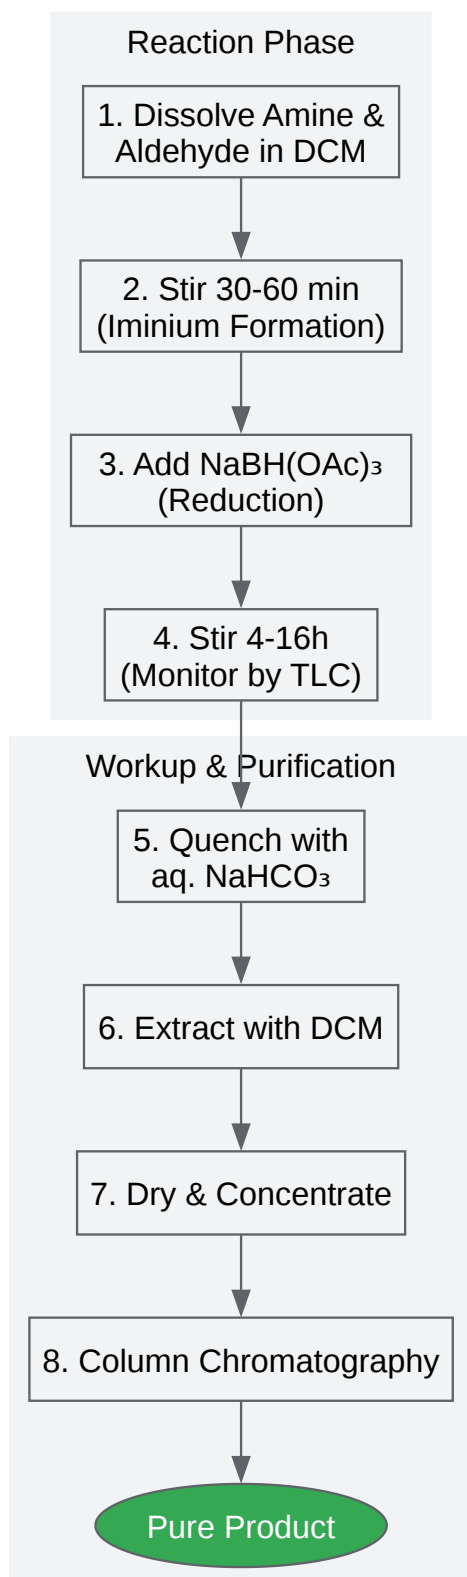 Reaction Phase
1. Dissolve Amine &
Aldehyde in DCM
2. Stir 30-60 min
(Iminium Formation)
3. Add NaBH(OAc)₃
(Reduction)
4. Stir 4-16h
(Monitor by TLC)
Workup & Purification
5. Quench with
aq. NaHCO₃
6. Extract with DCM
7. Dry & Concentrate
8. Column Chromatography
Pure Product